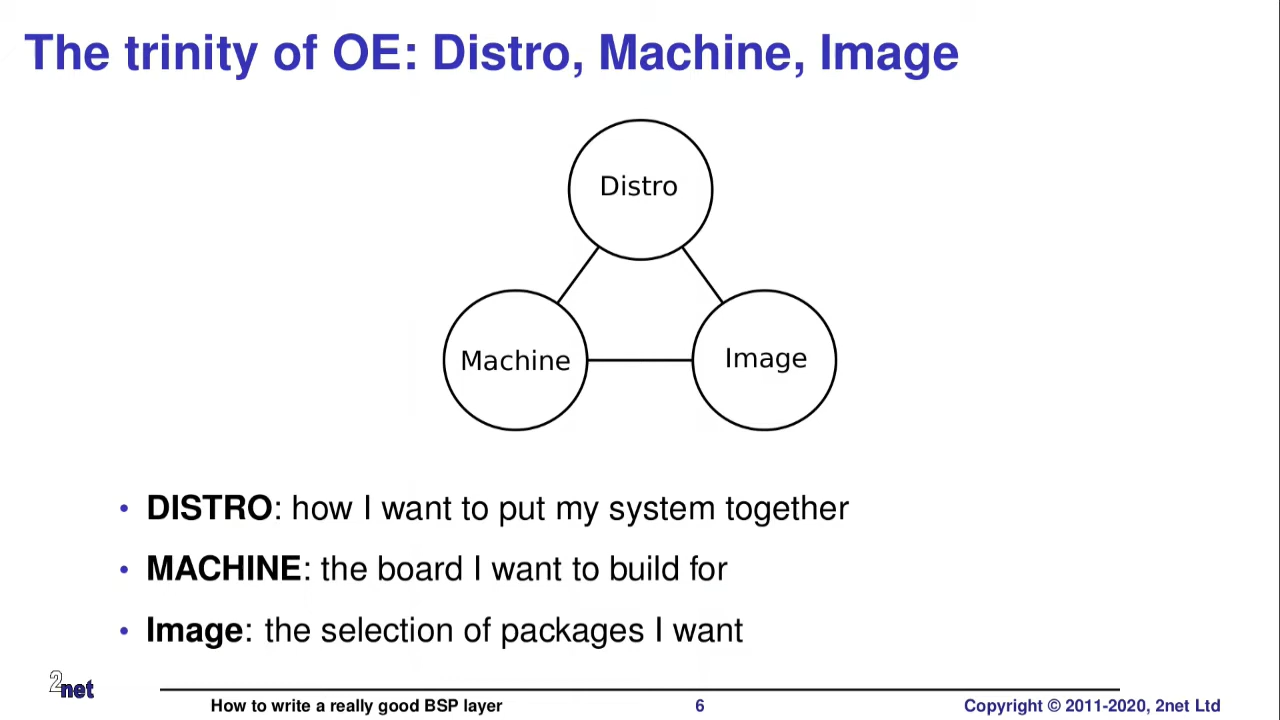 The trinity of OE: Distro, Machine, Image
Distro
Machine
Image
• DISTRO: how I want to put my system together
• MACHINE: the board I want to build for
• Image: the selection of packages I want
2net
How to write a really good BSP layer
6
Copyright © 2011-2020, 2net Ltd